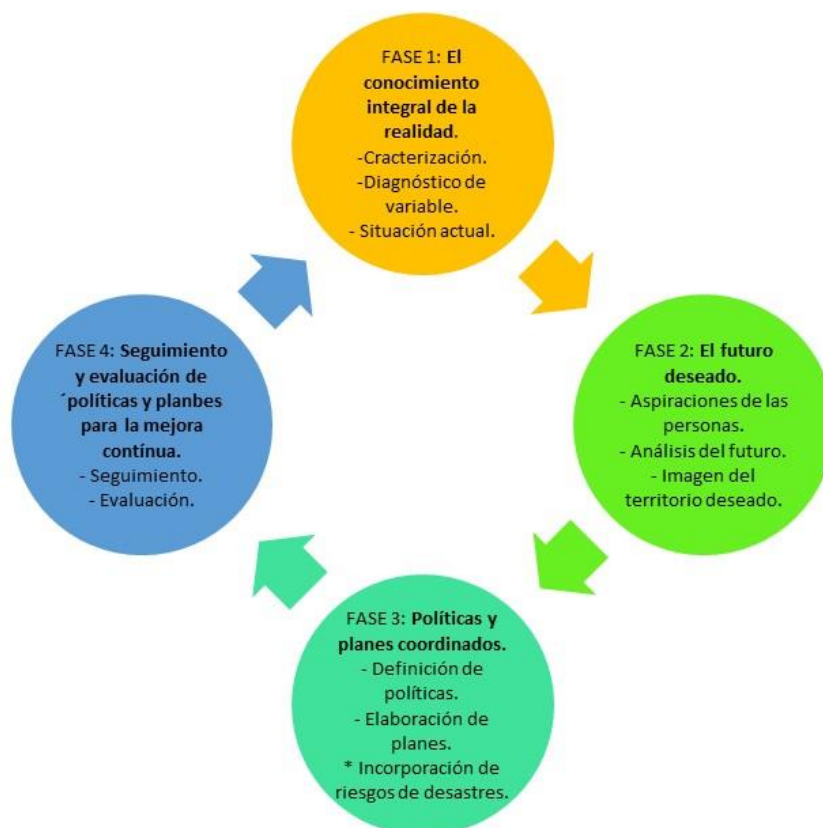 FASE 1: El
conocimiento
integral de la
realidad.
-Cracterización.
-Diagnóstico de
variable.
- Situación actual.
FASE 2: El futuro
deseado.
- Aspiraciones de las
personas.
- Análisis del futuro.
- Imagen del
territorio deseado.
FASE 3: Políticas y
planes coordinados.
- Definición de
políticas.
- Elaboración de
planes.
* Incorporación de
riesgos de desastres.
FASE 4: Seguimiento
y evaluación de
´políticas y planbes
para la mejora
contínua.
- Seguimiento.
- Evaluación.